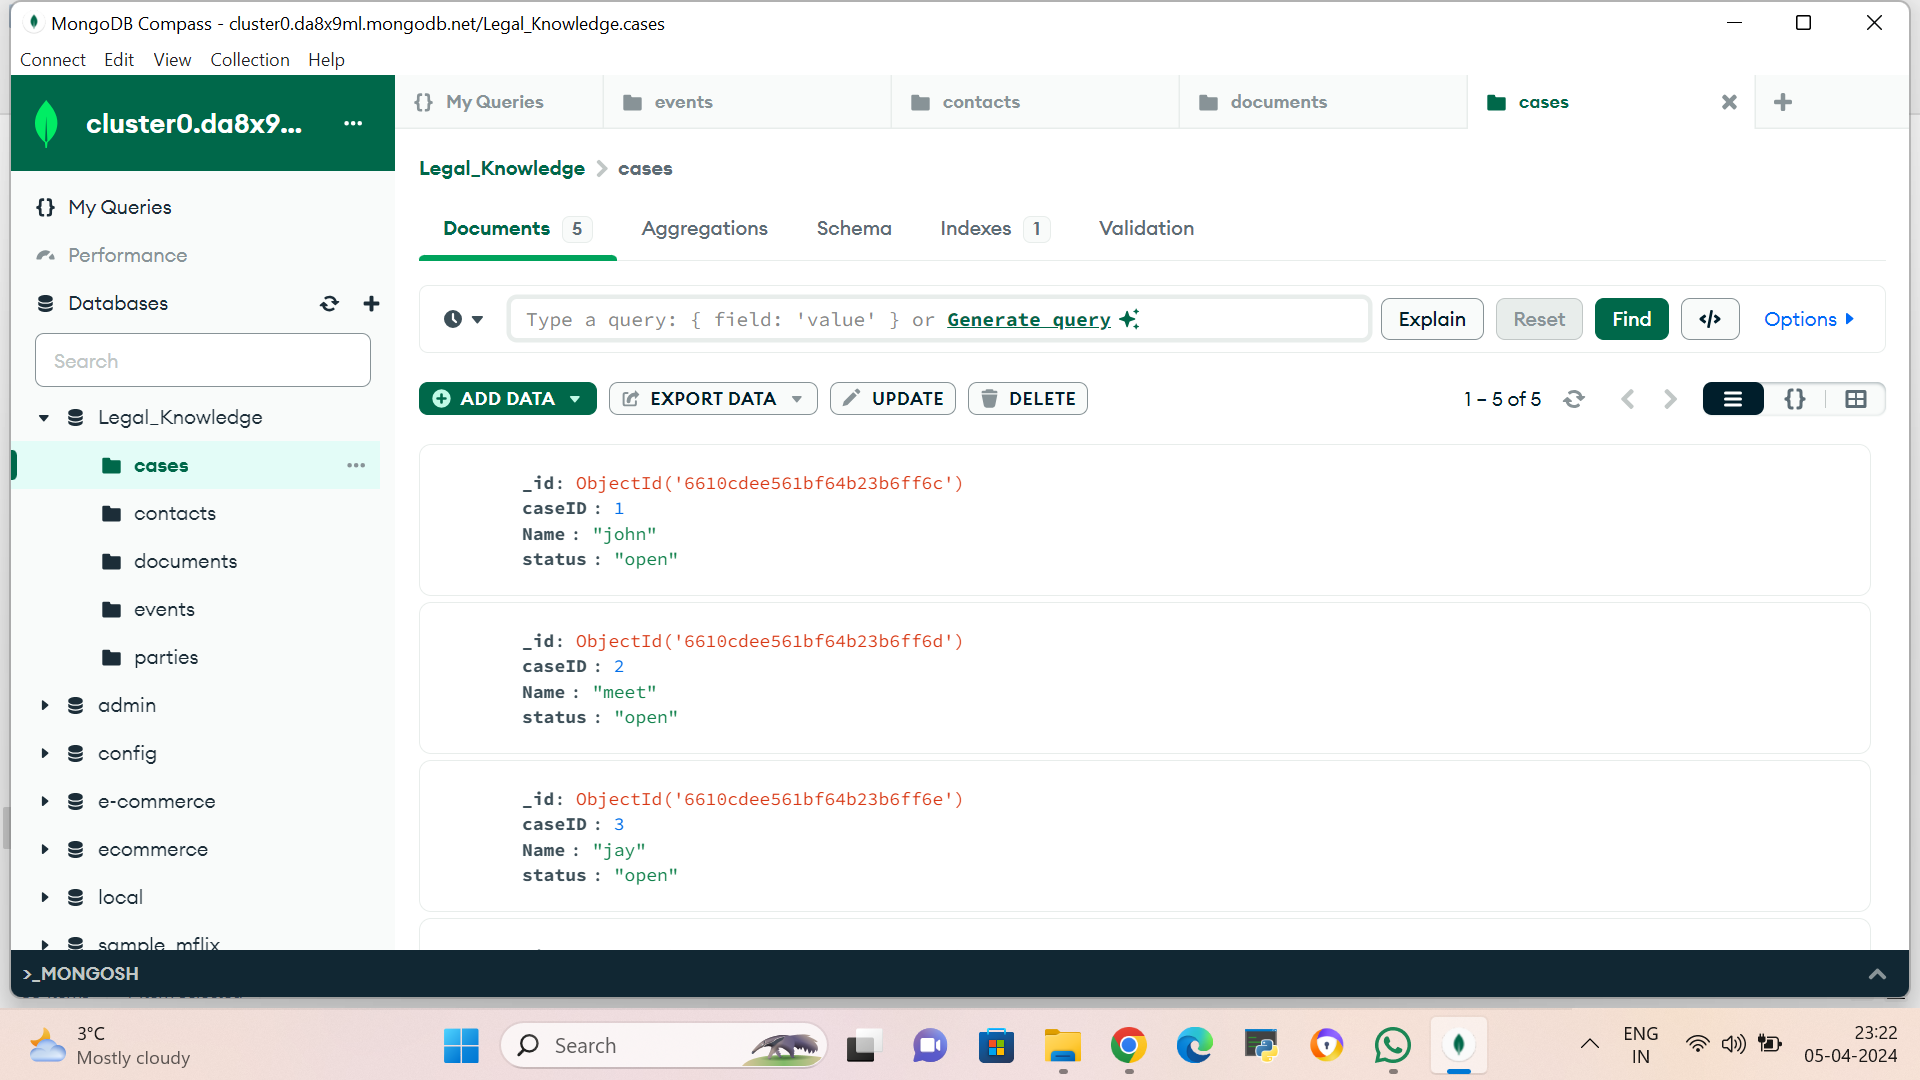 MongoDB Compass - cluster0.da8x9ml.mongodb.net/Legal_Knowledge.cases
Connect Edit View Collection Help
cluster0.da8x9... ...
{} My Queries
Performance
Databases
Search
Legal_Knowledge
cases ...
contacts
documents
events
parties
admin
config
e-commerce
ecommerce
local
sample_mflix
{} My Queries events contacts documents cases
Legal_Knowledge > cases
Documents 5 Aggregations Schema Indexes 1 Validation
Type a query: { field: 'value' } or Generate query Explain Reset Find </> Options
ADD DATA EXPORT DATA UPDATE DELETE 1 – 5 of 5 {}
_id: ObjectId('6610cdee561bf64b23b6ff6c')
caseID : 1
Name : "john"
status : "open"
_id: ObjectId('6610cdee561bf64b23b6ff6d')
caseID : 2
Name : "meet"
status : "open"
_id: ObjectId('6610cdee561bf64b23b6ff6e')
caseID : 3
Name : "jay"
status : "open"
>_MONGOSH
3°C
Mostly cloudy
Search
ENG
IN
23:22
05-04-2024